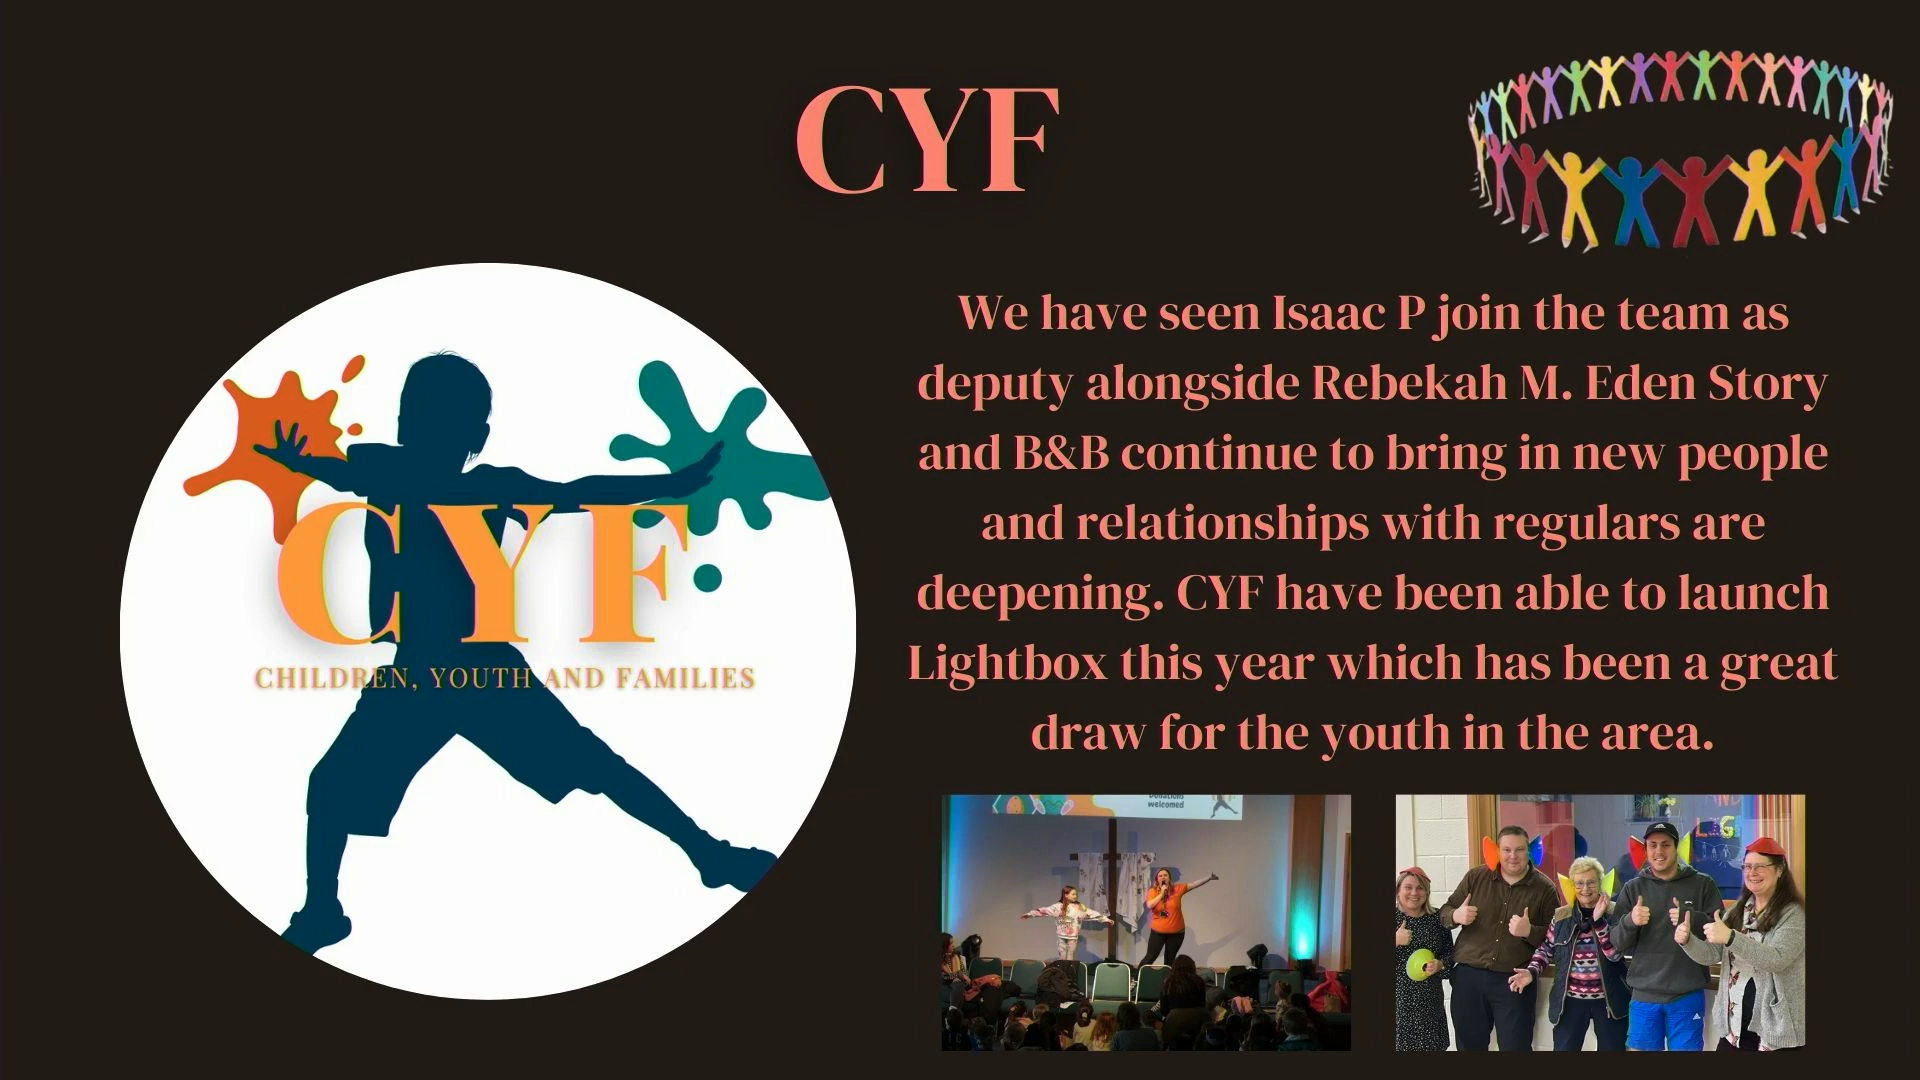 CYF
We have seen Isaac P join the team as
deputy alongside Rebekah M. Eden Story
and B&B continue to bring in new people
and relationships with regulars are
deepening. CYF have been able to launch
Lightbox this year which has been a great
draw for the youth in the area.
CYF
CHILDREN, YOUTH AND FAMILIES
Donations
welcomed